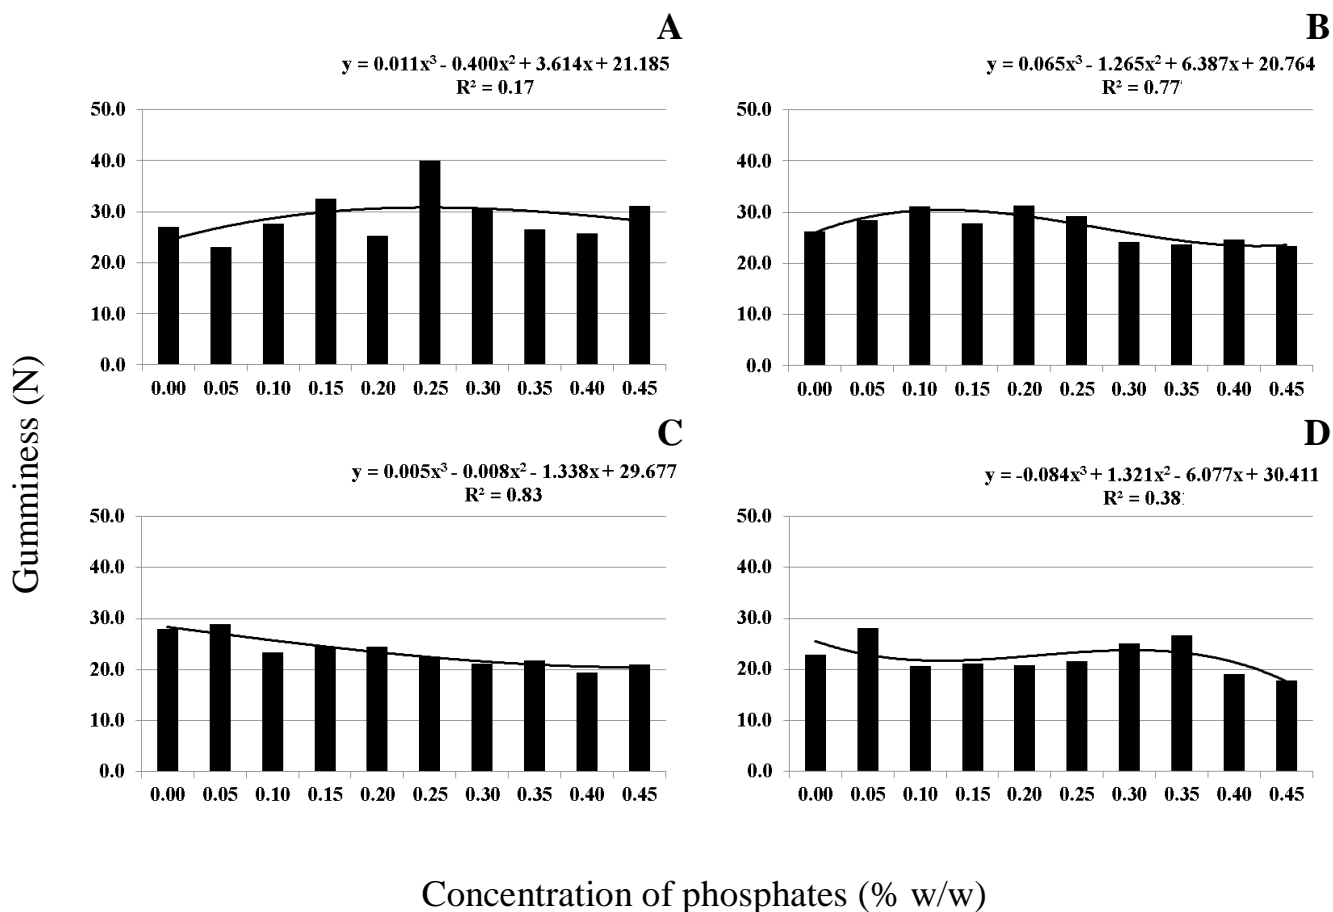 A
y = 0.011x³ - 0.400x² + 3.614x + 21.185
R² = 0.17
50.0
40.0
30.0
20.0
10.0
0.0
0.00 0.05 0.10 0.15 0.20 0.25 0.30 0.35 0.40 0.45
B
y = 0.065x³ - 1.265x² + 6.387x + 20.764
R² = 0.77
50.0
40.0
30.0
20.0
10.0
0.0
0.00 0.05 0.10 0.15 0.20 0.25 0.30 0.35 0.40 0.45
Gumminess (N)
C
y = 0.005x³ - 0.008x² - 1.338x + 29.677
R² = 0.83
50.0
40.0
30.0
20.0
10.0
0.0
0.00 0.05 0.10 0.15 0.20 0.25 0.30 0.35 0.40 0.45
D
y = -0.084x³ + 1.321x² - 6.077x + 30.411
R² = 0.38
50.0
40.0
30.0
20.0
10.0
0.0
0.00 0.05 0.10 0.15 0.20 0.25 0.30 0.35 0.40 0.45
Concentration of phosphates (% w/w)